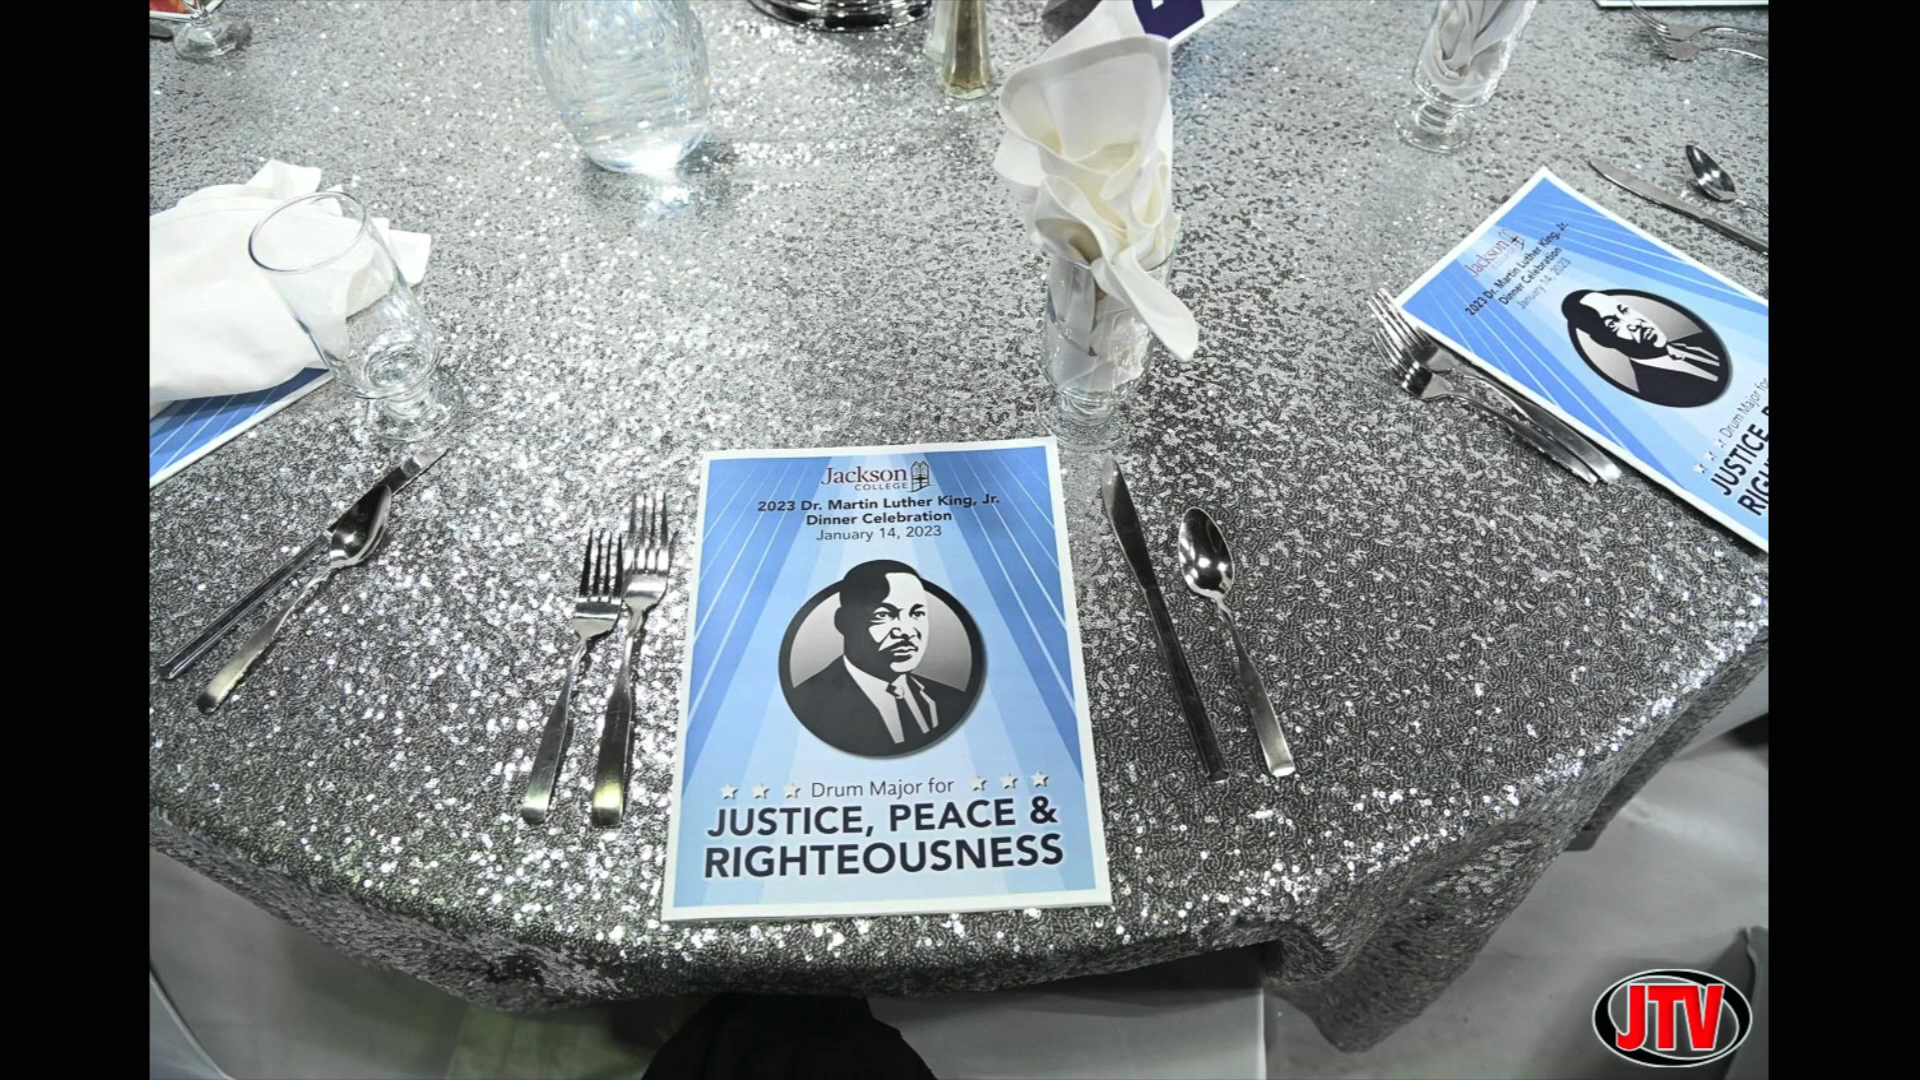 Jackson
COLLEGE
2023 Dr. Martin Luther King, Jr.
Dinner Celebration
January 14, 2023
Drum Major for
JUSTICE, PEACE &
RIGHTEOUSNESS
Jackson
2023 Dr. Martin Luther King, Jr.
Dinner Celebration
January 14, 2023
Drum Major for
JUSTICE
JTV